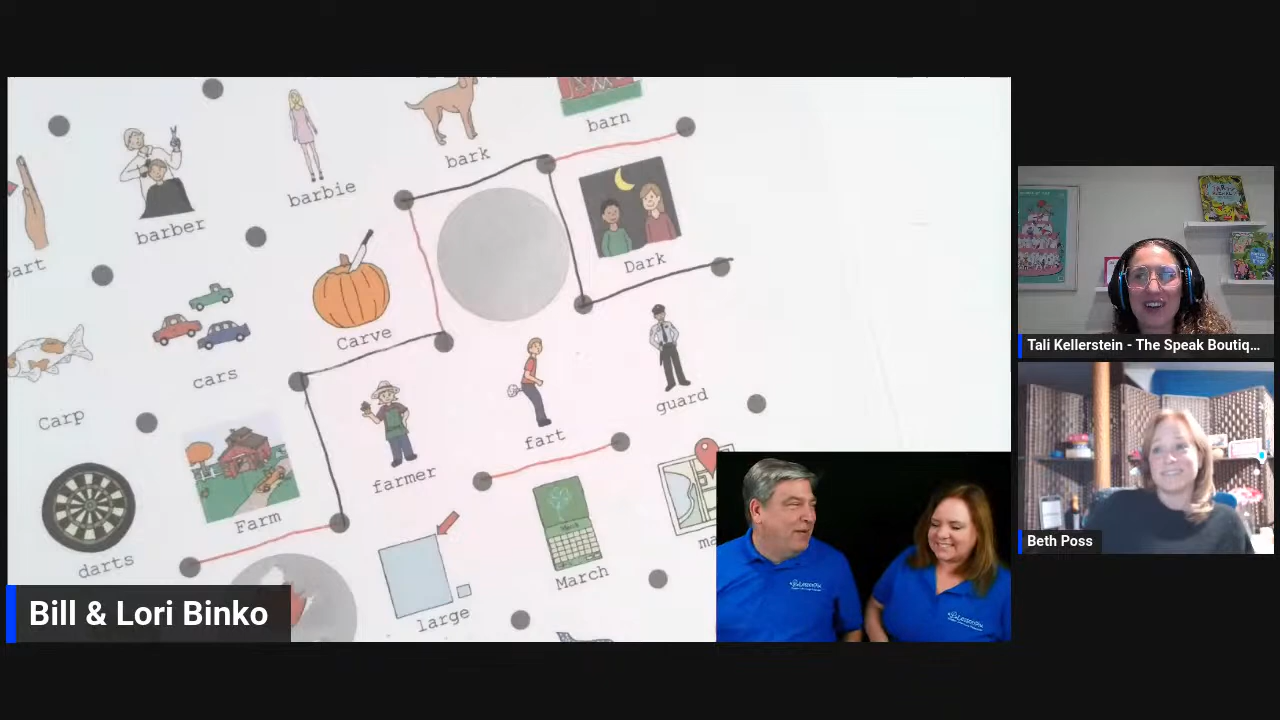 barn
bark
barbie
barber
Dark
Carve
cars
Carp
guard
fart
farmer
Farm
darts
March
large
Tali Kellerstein - The Speak Boutiq...
Beth Poss
Bill & Lori Binko